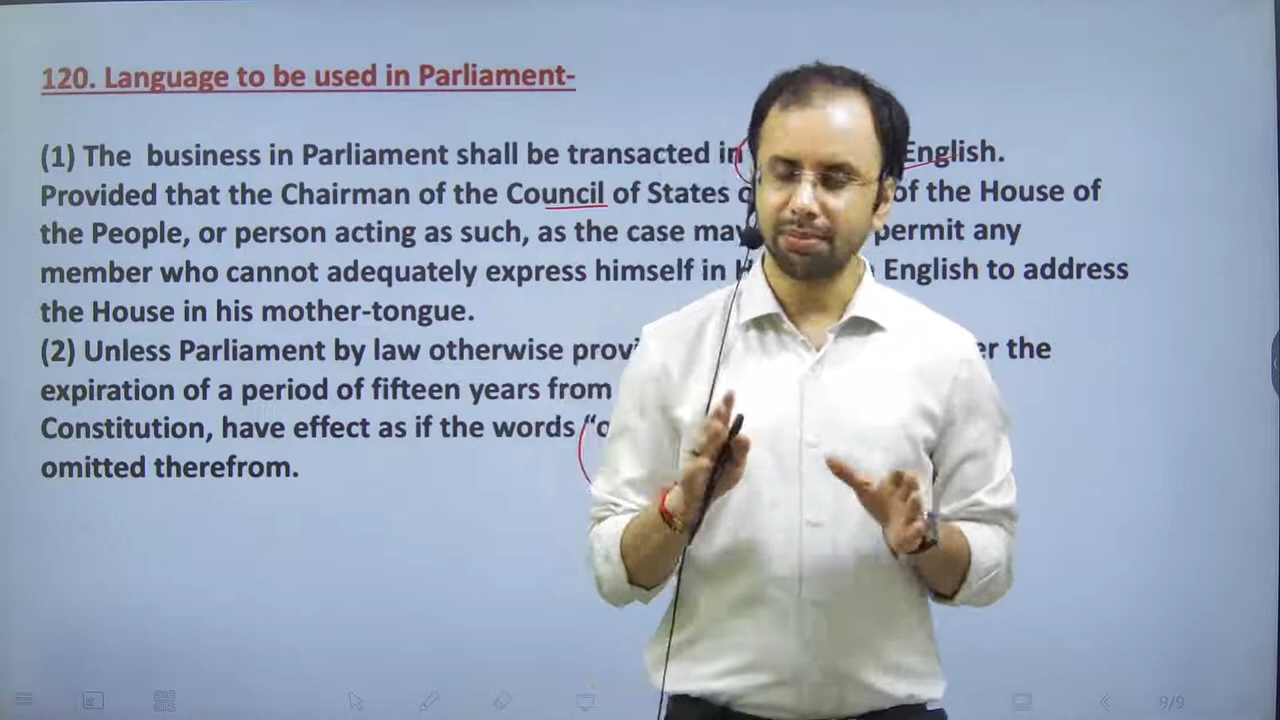 120. Language to be used in Parliament-
(1) The business in Parliament shall be transacted in English.
Provided that the Chairman of the Council of States of the House of
the People, or person acting as such, as the case may permit any
member who cannot adequately express himself in English to address
the House in his mother-tongue.
(2) Unless Parliament by law otherwise the
expiration of a period of fifteen years from
Constitution, have effect as if the words
omitted therefrom.
9/9